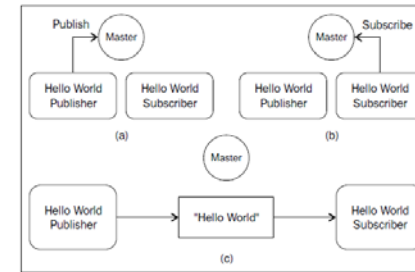 Publish
Master
Hello World
Publisher
Hello World
Subscriber
(a)
Master
Subscribe
Hello World
Publisher
Hello World
Subscriber
(b)
Master
Hello World
Publisher
"Hello World"
Hello World
Subscriber
(c)